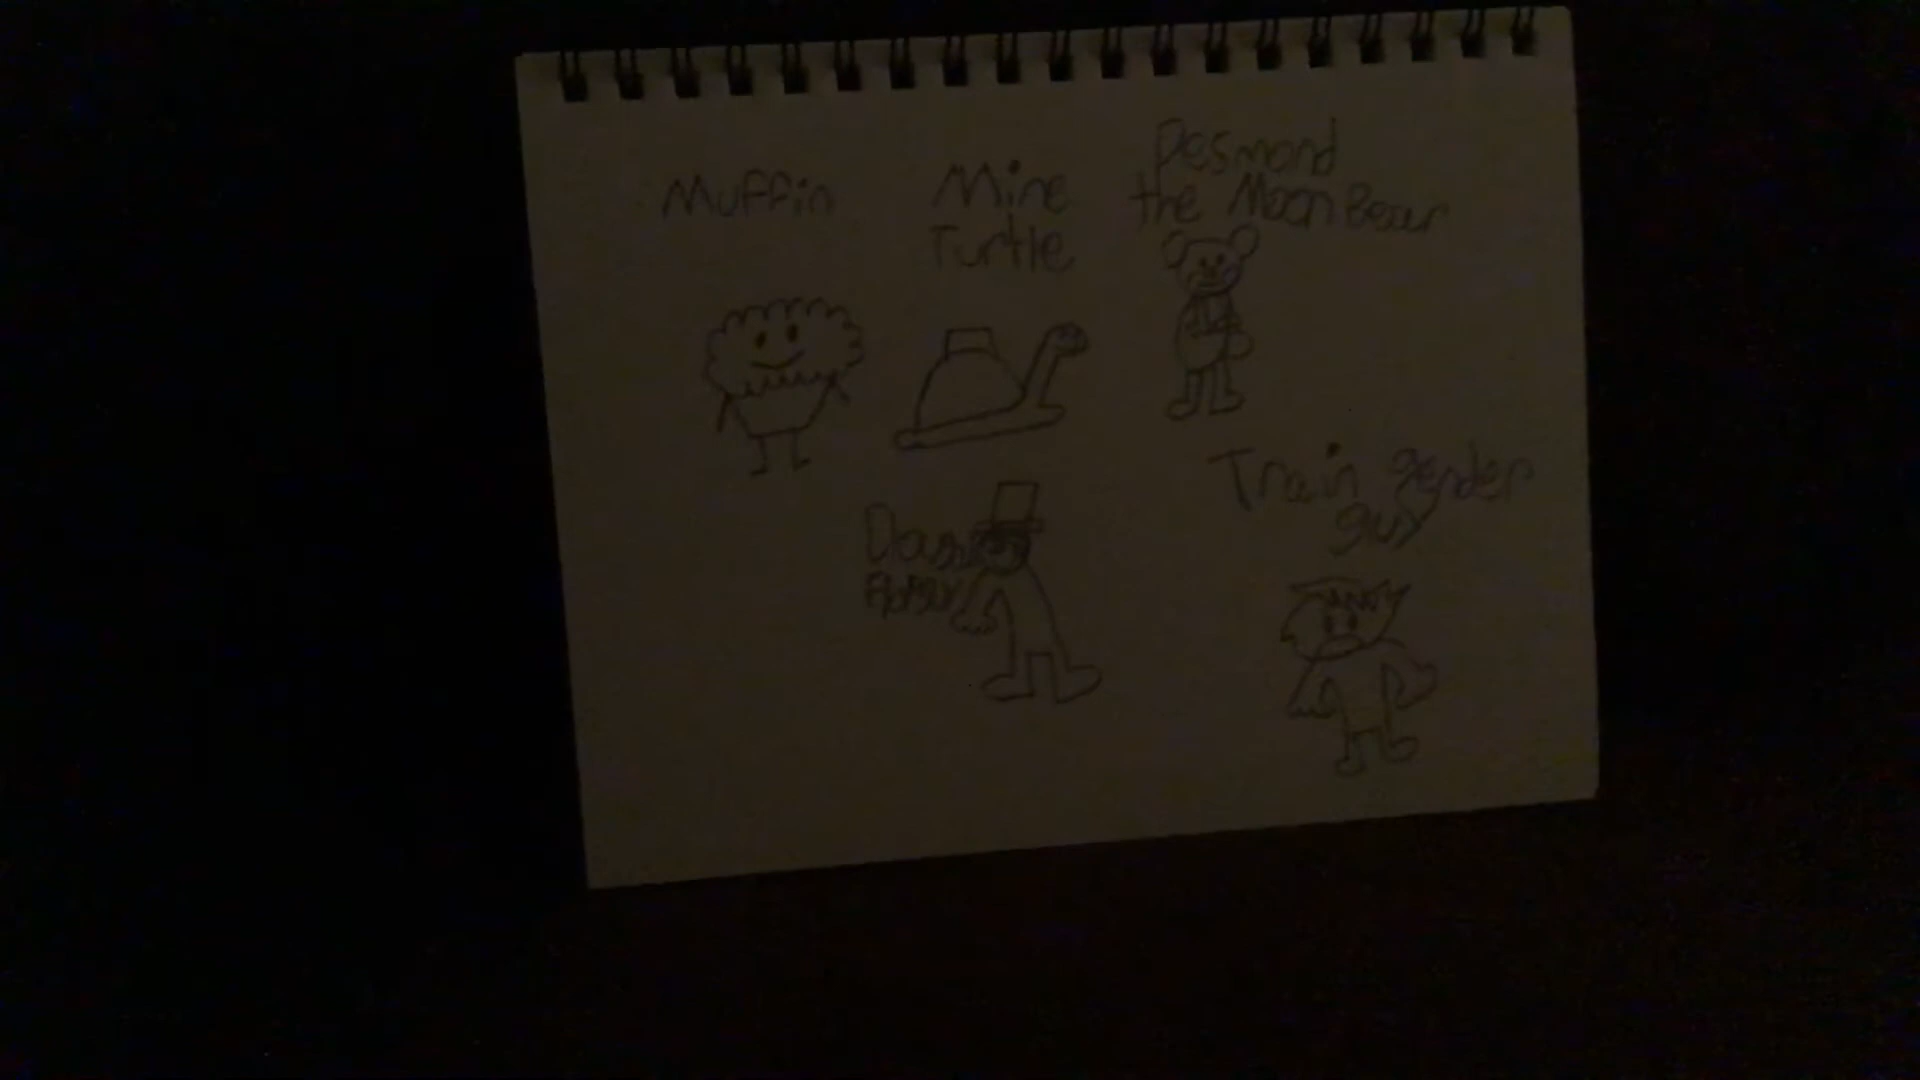 Muffin
Mine
Turtle
Desmond
the Moon Bear
Train gender
guy